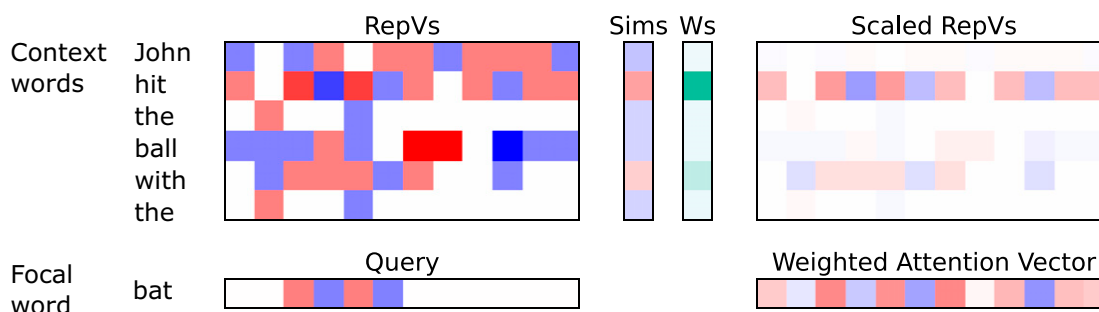 RepVs Sims Ws Scaled RepVs
Context John
words hit
the
ball
with
the
Query Weighted Attention Vector
Focal bat
word